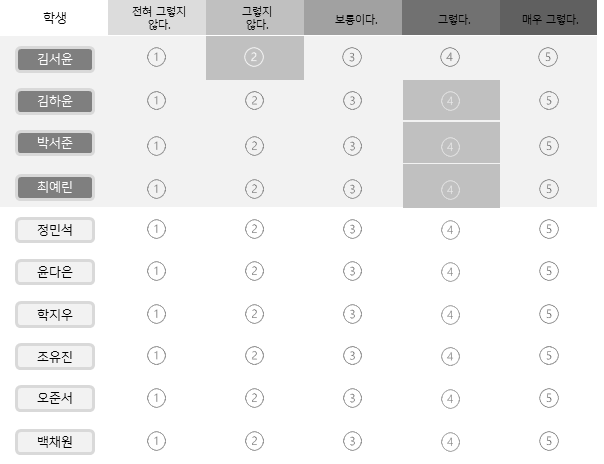 학생 전혀 그렇지 않다. 그렇지 않다. 보통이다. 그렇다. 매우 그렇다.
김서윤 ① ② ③ ④ ⑤
김하윤 ① ② ③ ④ ⑤
박서준 ① ② ③ ④ ⑤
최예린 ① ② ③ ④ ⑤
정민석 ① ② ③ ④ ⑤
윤다은 ① ② ③ ④ ⑤
학지우 ① ② ③ ④ ⑤
조유진 ① ② ③ ④ ⑤
오준서 ① ② ③ ④ ⑤
백채원 ① ② ③ ④ ⑤